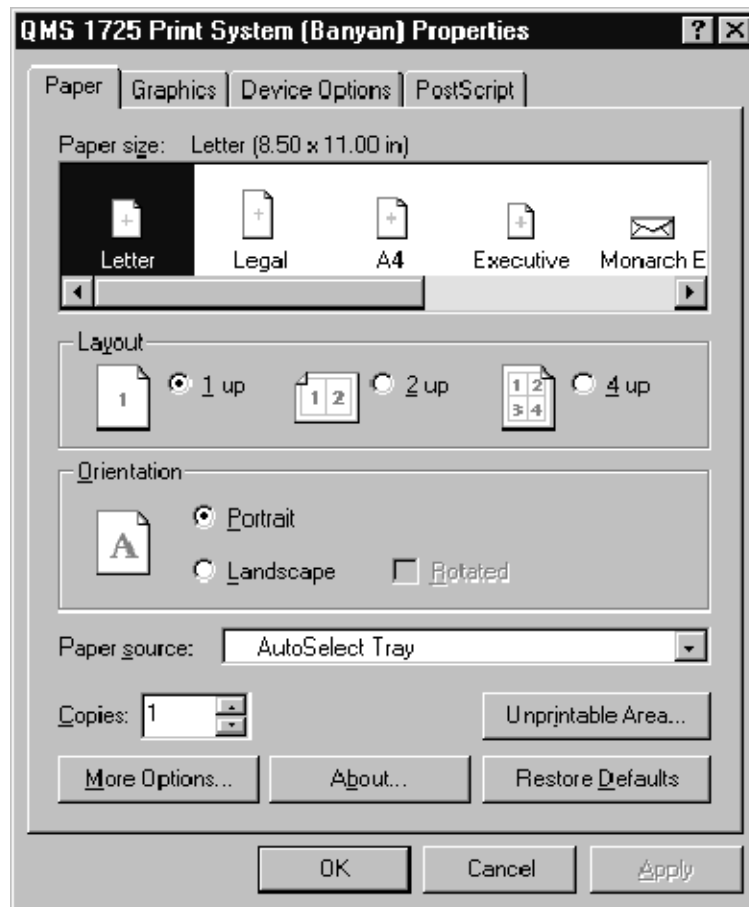 QMS 1725 Print System (Banyan) Properties
Paper Graphics Device Options PostScript
Paper size: Letter (8.50 x 11.00 in)
Letter Legal A4 Executive Monarch E
Layout
1 1 up 1 2 2 up 1 2 4 up
3 4
Orientation
A Portrait
Landscape Rotated
Paper source: AutoSelect Tray
Copies: 1 Unprintable Area...
More Options... About... Restore Defaults
OK Cancel Apply